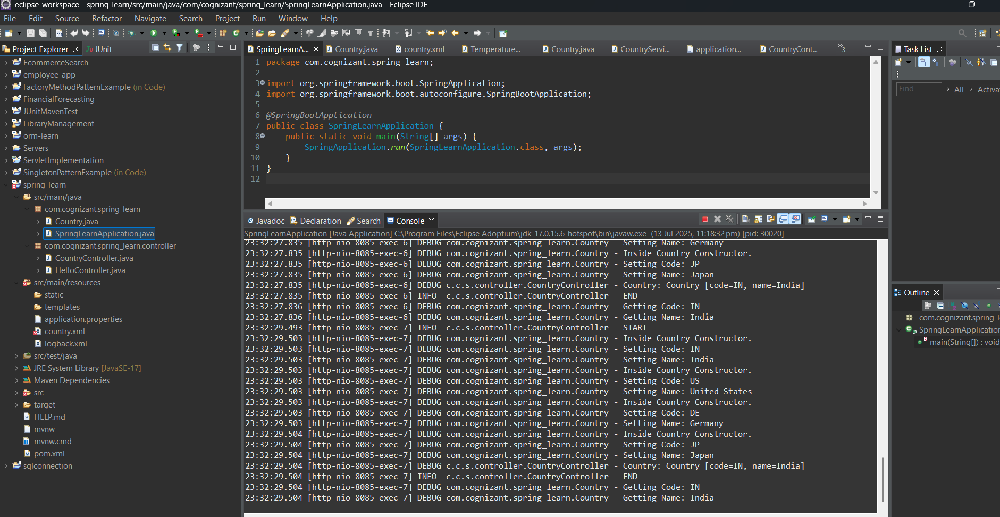 eclipse-workspace - spring-learn/src/main/java/com/cognizant/spring_learn/SpringLearnApplication.java - Eclipse IDE
File Edit Source Refactor Navigate Search Project Run Window Help
Project Explorer
JUnit
EcommerceSearch
employee-app
FactoryMethodPatternExample (in Code)
FinancialForecasting
JUnitMavenTest
LibraryManagement
orm-learn
Servers
ServletImplementation
SingletonPatternExample (in Code)
spring-learn
src/main/java
com.cognizant.spring_learn
Country.java
SpringLearnApplication.java
com.cognizant.spring_learn.controller
CountryController.java
HelloController.java
src/main/resources
static
templates
application.properties
country.xml
logback.xml
src/test/java
JRE System Library [JavaSE-17]
Maven Dependencies
src
target
HELP.md
mvnw
mvnw.cmd
pom.xml
sqlconnection
SpringLearnA... Country.java country.xml Temperature... Country.java CountryServi... application... CountryCont... »3
1 package com.cognizant.spring_learn;
2
3 import org.springframework.boot.SpringApplication;
4 import org.springframework.boot.autoconfigure.SpringBootApplication;
5
6 @SpringBootApplication
7 public class SpringLearnApplication {
8 public static void main(String[] args) {
9 SpringApplication.run(SpringLearnApplication.class, args);
10 }
11 }
12
Javadoc Declaration Search Console
SpringLearnApplication [Java Application] C:\Program Files\Eclipse Adoptium\jdk-17.0.15.6-hotspot\bin\javaw.exe (13 Jul 2025, 11:18:32 pm) [pid: 30020]
23:32:27.835 [http-nio-8085-exec-6] DEBUG com.cognizant.spring_learn.Country - Setting Name: Germany
23:32:27.835 [http-nio-8085-exec-6] DEBUG com.cognizant.spring_learn.Country - Inside Country Constructor.
23:32:27.835 [http-nio-8085-exec-6] DEBUG com.cognizant.spring_learn.Country - Setting Code: JP
23:32:27.835 [http-nio-8085-exec-6] DEBUG com.cognizant.spring_learn.Country - Setting Name: Japan
23:32:27.835 [http-nio-8085-exec-6] DEBUG c.c.s.controller.CountryController - Country: Country [code=IN, name=India]
23:32:27.835 [http-nio-8085-exec-6] INFO c.c.s.controller.CountryController - END
23:32:27.836 [http-nio-8085-exec-6] DEBUG com.cognizant.spring_learn.Country - Getting Code: IN
23:32:27.836 [http-nio-8085-exec-6] DEBUG com.cognizant.spring_learn.Country - Getting Name: India
23:32:29.493 [http-nio-8085-exec-7] INFO c.c.s.controller.CountryController - START
23:32:29.503 [http-nio-8085-exec-7] DEBUG com.cognizant.spring_learn.Country - Inside Country Constructor.
23:32:29.503 [http-nio-8085-exec-7] DEBUG com.cognizant.spring_learn.Country - Setting Code: IN
23:32:29.503 [http-nio-8085-exec-7] DEBUG com.cognizant.spring_learn.Country - Setting Name: India
23:32:29.503 [http-nio-8085-exec-7] DEBUG com.cognizant.spring_learn.Country - Inside Country Constructor.
23:32:29.503 [http-nio-8085-exec-7] DEBUG com.cognizant.spring_learn.Country - Setting Code: US
23:32:29.503 [http-nio-8085-exec-7] DEBUG com.cognizant.spring_learn.Country - Setting Name: United States
23:32:29.503 [http-nio-8085-exec-7] DEBUG com.cognizant.spring_learn.Country - Inside Country Constructor.
23:32:29.503 [http-nio-8085-exec-7] DEBUG com.cognizant.spring_learn.Country - Setting Code: DE
23:32:29.503 [http-nio-8085-exec-7] DEBUG com.cognizant.spring_learn.Country - Setting Name: Germany
23:32:29.504 [http-nio-8085-exec-7] DEBUG com.cognizant.spring_learn.Country - Inside Country Constructor.
23:32:29.504 [http-nio-8085-exec-7] DEBUG com.cognizant.spring_learn.Country - Setting Code: JP
23:32:29.504 [http-nio-8085-exec-7] DEBUG com.cognizant.spring_learn.Country - Setting Name: Japan
23:32:29.504 [http-nio-8085-exec-7] DEBUG c.c.s.controller.CountryController - Country: Country [code=IN, name=India]
23:32:29.504 [http-nio-8085-exec-7] INFO c.c.s.controller.CountryController - END
23:32:29.504 [http-nio-8085-exec-7] DEBUG com.cognizant.spring_learn.Country - Getting Code: IN
23:32:29.504 [http-nio-8085-exec-7] DEBUG com.cognizant.spring_learn.Country - Getting Name: India
Task List
Find All Activa
Outline
com.cognizant.spring_l
SpringLearnApplication
main(String[]) : void